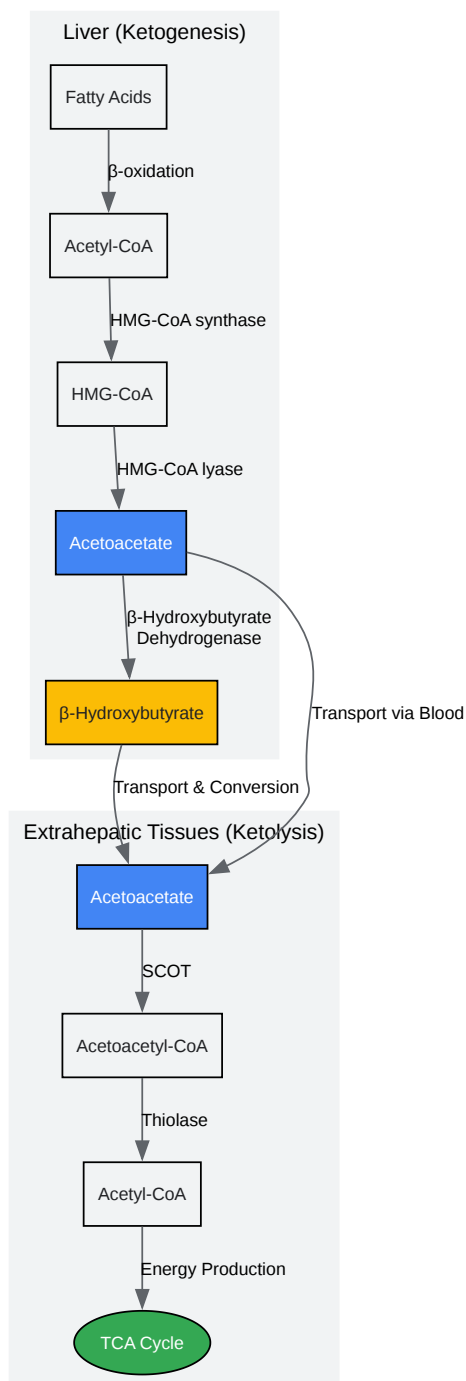 Liver (Ketogenesis)
Fatty Acids
β-oxidation
Acetyl-CoA
HMG-CoA synthase
HMG-CoA
HMG-CoA lyase
Acetoacetate
β-Hydroxybutyrate
Dehydrogenase
β-Hydroxybutyrate
Transport via Blood
Transport & Conversion
Extrahepatic Tissues (Ketolysis)
Acetoacetate
SCOT
Acetoacetyl-CoA
Thiolase
Acetyl-CoA
Energy Production
TCA Cycle